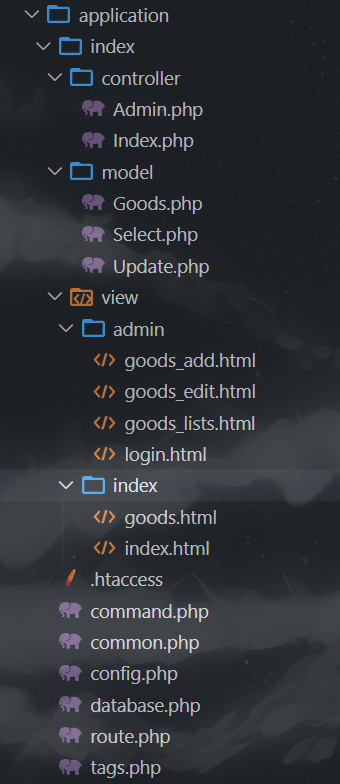 application
index
controller
Admin.php
Index.php
model
Goods.php
Select.php
Update.php
view
admin
goods_add.html
goods_edit.html
goods_lists.html
login.html
index
goods.html
index.html
.htaccess
command.php
common.php
config.php
database.php
route.php
tags.php